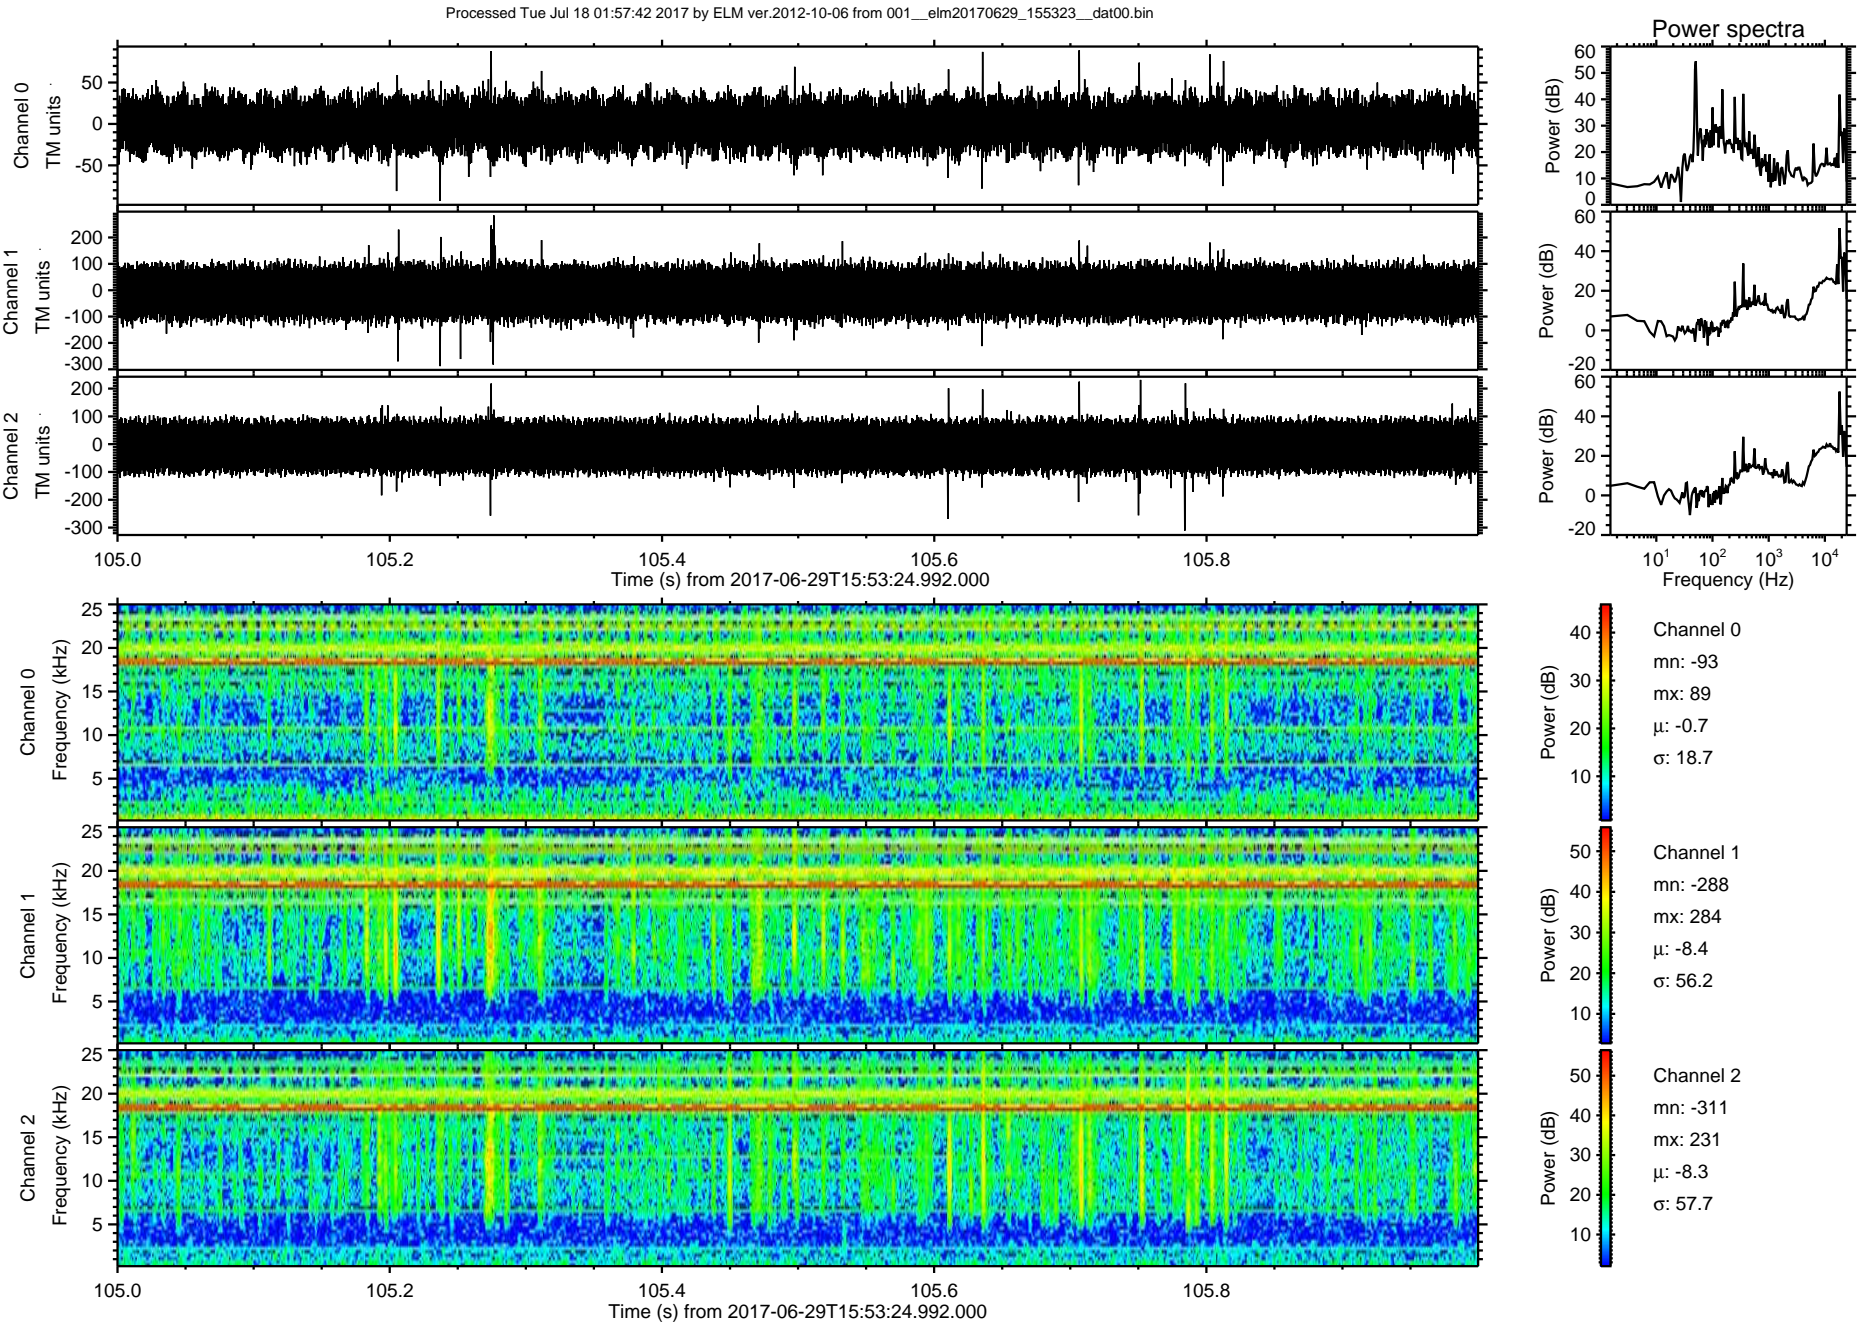 Processed Tue Jul 18 01:57:42 2017 by ELM ver.2012-10-06 from 001__elm20170629_155323__dat00.bin
Power spectra
Channel 0
TM units
50
0
-50
Power (dB)
60
50
40
30
20
10
0
Channel 1
TM units
200
100
0
-100
-200
-300
Power (dB)
60
40
20
0
-20
Channel 2
TM units
200
100
0
-100
-200
-300
Power (dB)
60
40
20
0
-20
105.0 105.2 105.4 105.6 105.8
Time (s) from 2017-06-29T15:53:24.992.000
10^1 10^2 10^3 10^4
Frequency (Hz)
Channel 0
Frequency (kHz)
25
20
15
10
5
Power (dB)
40
30
20
10
Channel 0
mn: -93
mx: 89
μ: -0.7
σ: 18.7
Channel 1
Frequency (kHz)
25
20
15
10
5
Power (dB)
50
40
30
20
10
Channel 1
mn: -288
mx: 284
μ: -8.4
σ: 56.2
Channel 2
Frequency (kHz)
25
20
15
10
5
Power (dB)
50
40
30
20
10
Channel 2
mn: -311
mx: 231
μ: -8.3
σ: 57.7
105.0 105.2 105.4 105.6 105.8
Time (s) from 2017-06-29T15:53:24.992.000